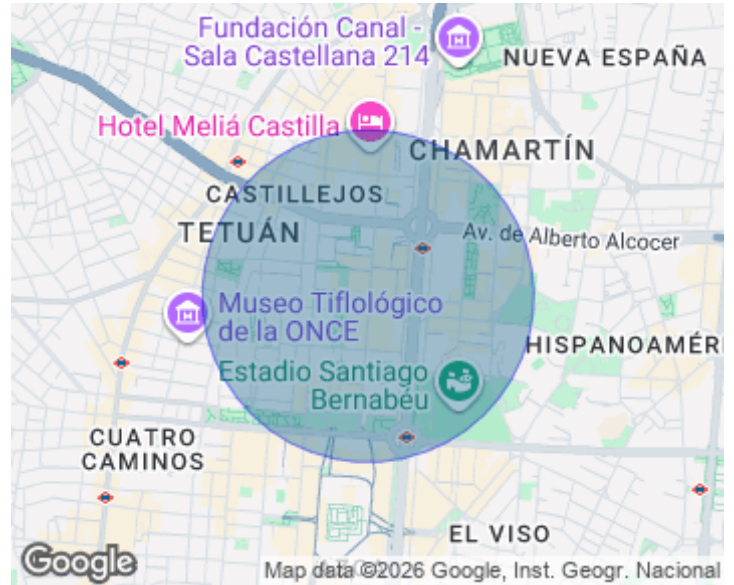 Fundación Canal -
Sala Castellana 214
NUEVA ESPAÑA
Hotel Meliá Castilla
CHAMARTÍN
CASTILLEJOS
TETUÁN
Av. de Alberto Alcocer
Museo Tiflológico
de la ONCE
HISPANOAMÉRI
Estadio Santiago
Bernabéu
CUATRO
CAMINOS
EL VISO
Google
Map data ©2026 Google, Inst. Geogr. Nacional